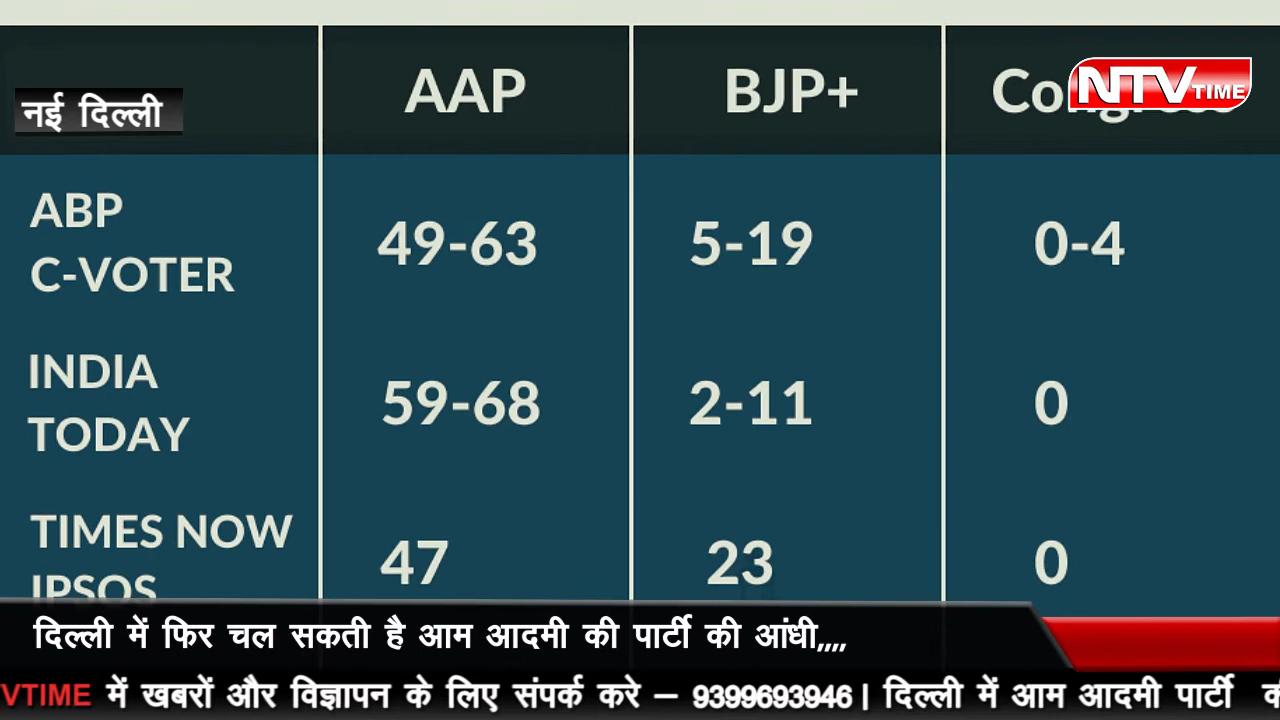 AAP BJP+ Congress
NTV TIME
नई दिल्ली
ABP
C-VOTER
49-63 5-19 0-4
INDIA
TODAY
59-68 2-11 0
TIMES NOW
IPSOS
47 23 0
दिल्ली में फिर चल सकती है आम आदमी की पार्टी की आंधी,,,,
VTIME में खबरों और विज्ञापन के लिए संपर्क करे – 9399693946 | दिल्ली में आम आदमी पार्टी की